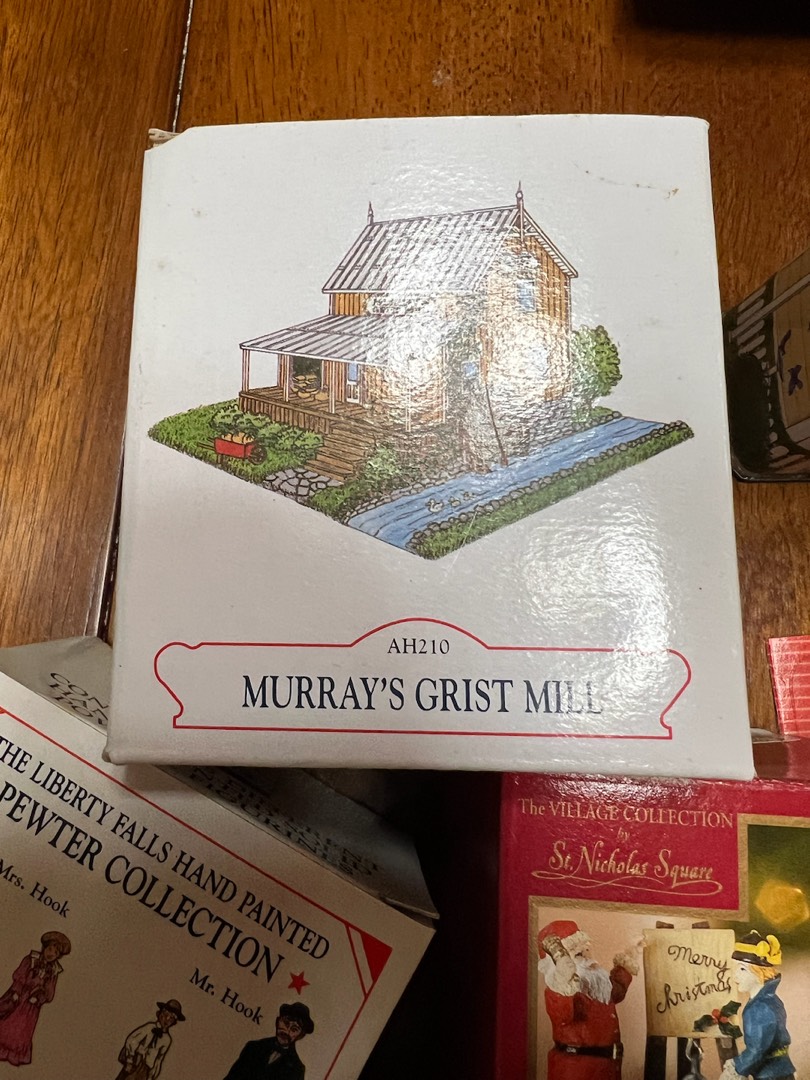 AH210
MURRAY'S GRIST MILL
THE LIBERTY FALLS HAND PAINTED
PEWTER COLLECTION
Mrs. Hook
Mr. Hook
The VILLAGE COLLECTION
by
St. Nicholas Square
Merry
Christmas